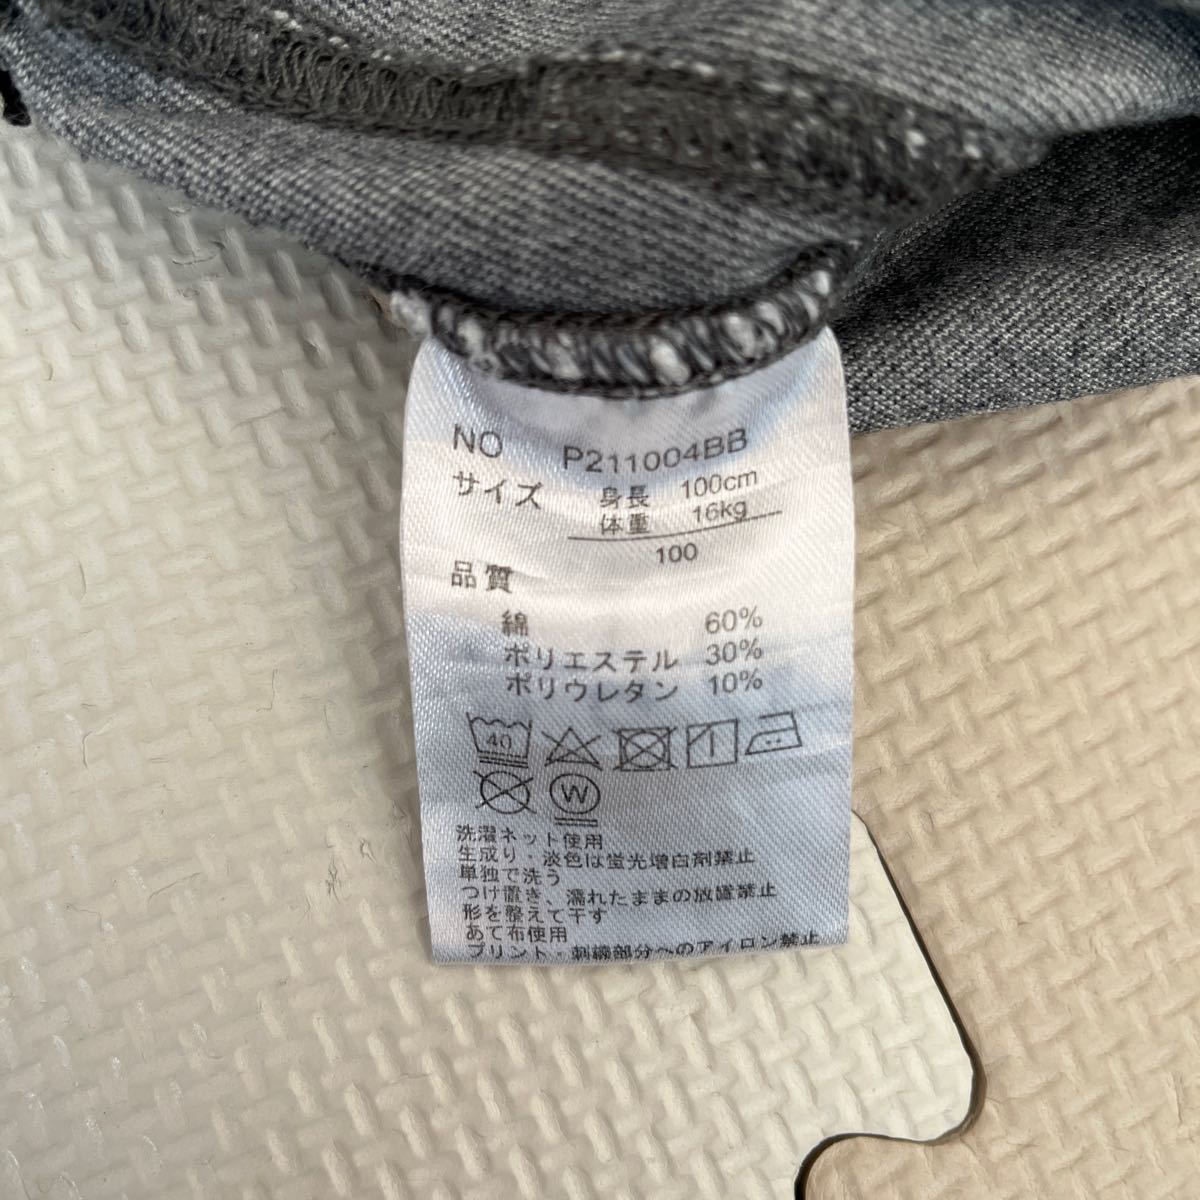 NO P211004BB
サイズ 身長 100cm
体重 16kg
100
品質
綿 60%
ポリエステル 30%
ポリウレタン 10%
40
W
洗濯ネット使用
生成り・淡色は蛍光増白剤禁止
単独で洗う
つけ置き、濡れたままの放置禁止
形を整えて干す
あて布使用
プリント・刺繍部分へのアイロン禁止